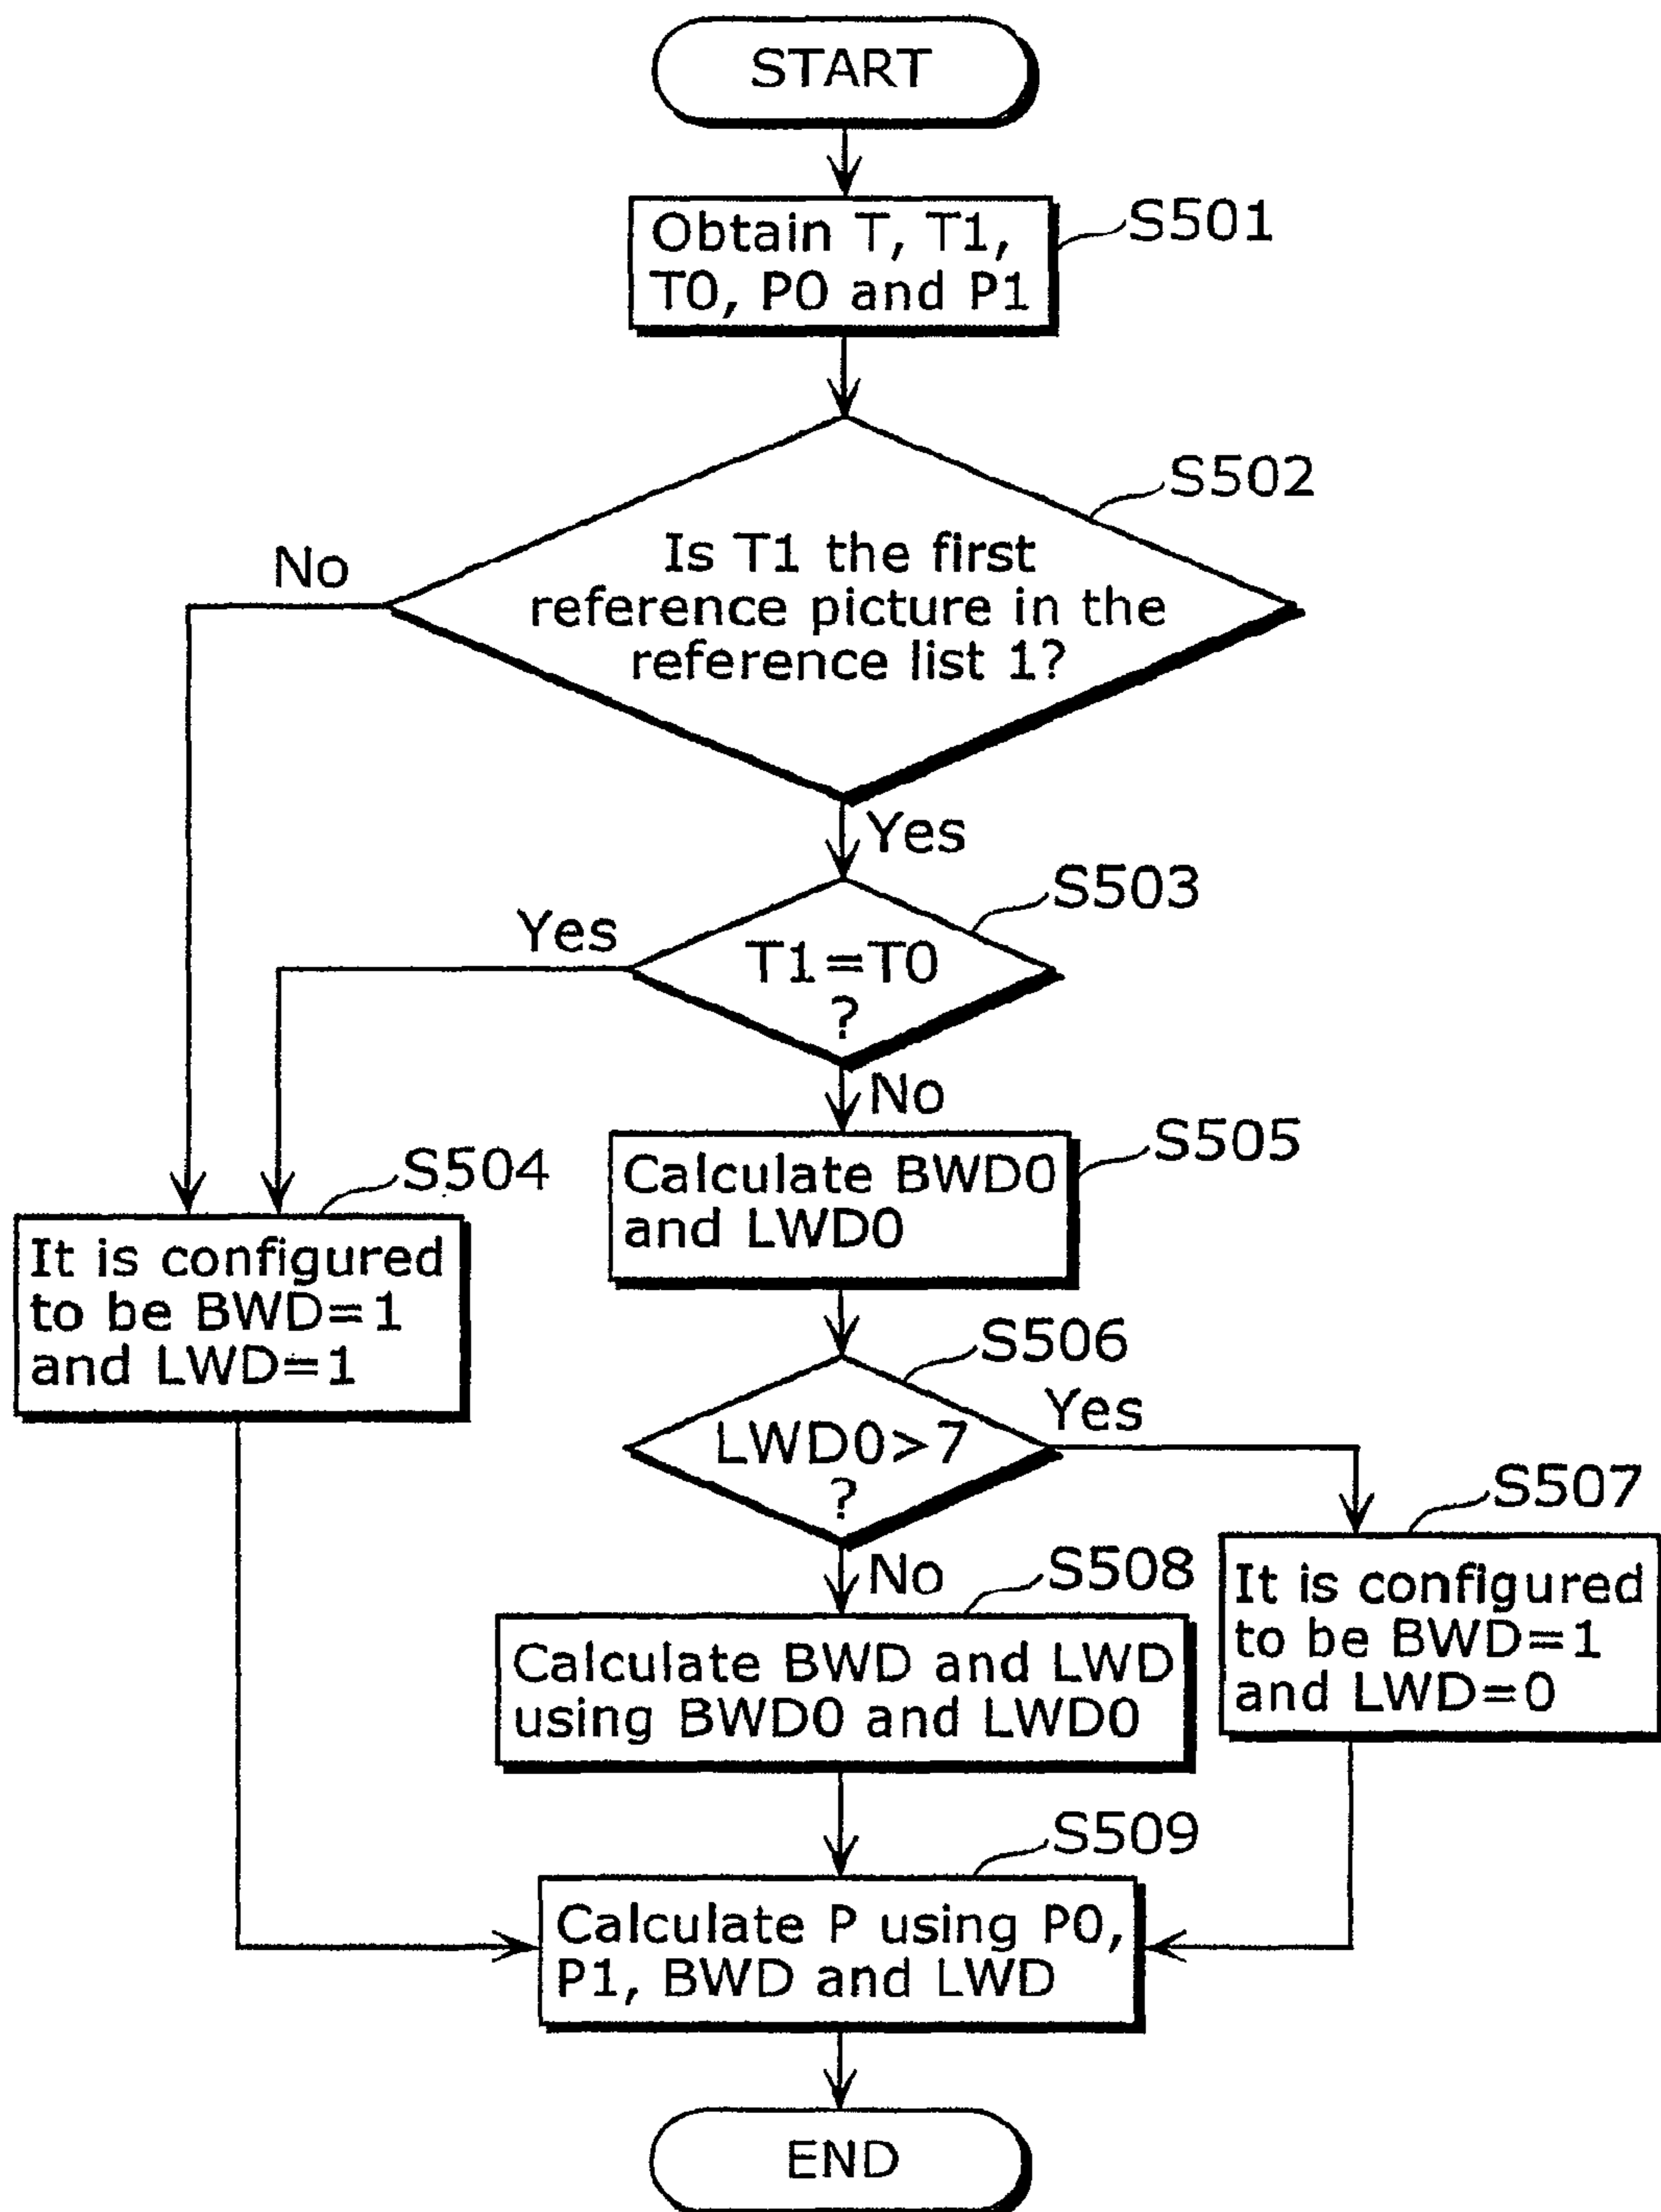 START
Obtain T, T1,
T0, P0 and P1
S501
S502
Is T1 the first
reference picture in the
reference list 1?
No
Yes
S503
T1=T0
?
Yes
No
S504
It is configured
to be BWD=1
and LWD=1
S505
Calculate BWD0
and LWD0
S506
LWD0>7
?
Yes
No
S507
It is configured
to be BWD=1
and LWD=0
S508
Calculate BWD and LWD
using BWD0 and LWD0
S509
Calculate P using P0,
P1, BWD and LWD
END